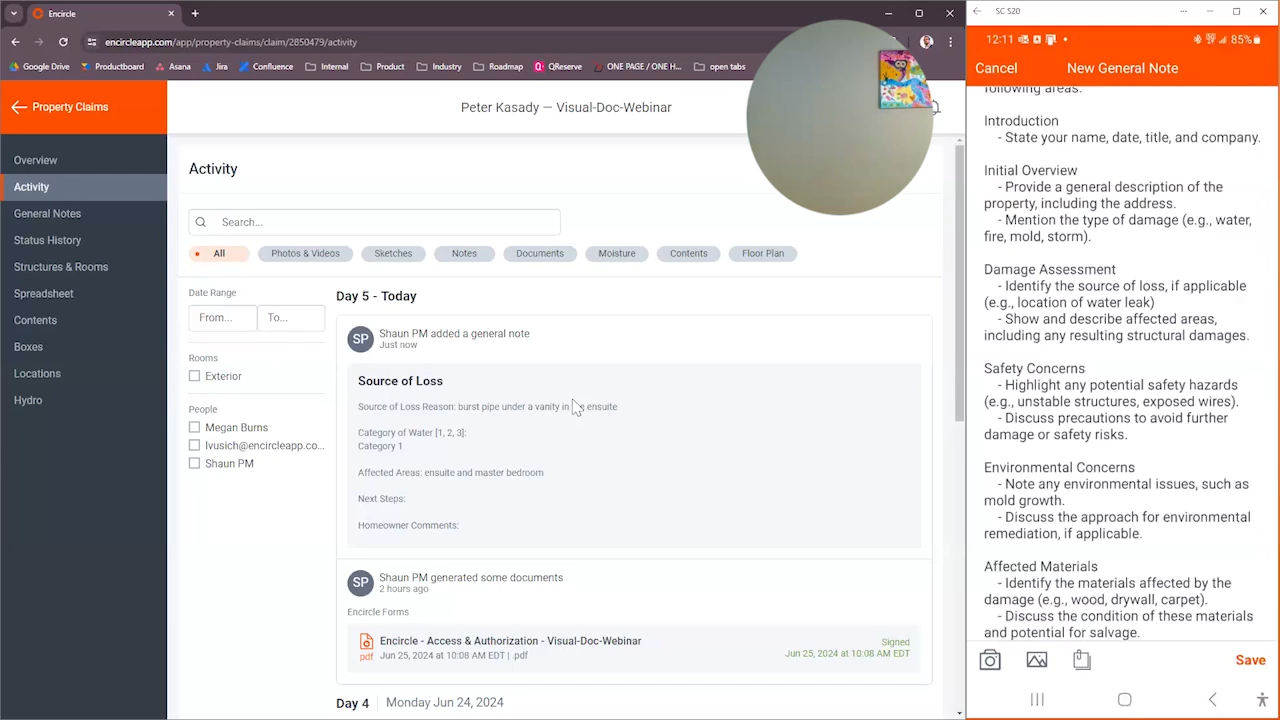 Encircle
encircleapp.com/app/property-claims/claim/2850479/activity
Google Drive
Productboard
Asana
Jira
Confluence
Internal
Product
Industry
Roadmap
QReserve
ONE PAGE / ONE H...
open tabs
Property Claims
Peter Kasady — Visual-Doc-Webinar
Overview
Activity
General Notes
Status History
Structures & Rooms
Spreadsheet
Contents
Boxes
Locations
Hydro
Activity
Search...
All
Photos & Videos
Sketches
Notes
Documents
Moisture
Contents
Floor Plan
Date Range
From...
To...
Rooms
Exterior
People
Megan Burns
lvusich@encircleapp.co...
Shaun PM
Day 5 - Today
SP
Shaun PM added a general note
Just now
Source of Loss
Source of Loss Reason: burst pipe under a vanity in ensuite
Category of Water [1, 2, 3]:
Category 1
Affected Areas: ensuite and master bedroom
Next Steps:
Homeowner Comments:
SP
Shaun PM generated some documents
2 hours ago
Encircle Forms
pdf
Encircle - Access & Authorization - Visual-Doc-Webinar
Jun 25, 2024 at 10:08 AM EDT | .pdf
Signed
Jun 25, 2024 at 10:08 AM EDT
Day 4
Monday Jun 24, 2024
SC S20
12:11
85%
Cancel
New General Note
following areas:
Introduction
- State your name, date, title, and company.
Initial Overview
- Provide a general description of the
property, including the address.
- Mention the type of damage (e.g., water,
fire, mold, storm).
Damage Assessment
- Identify the source of loss, if applicable
(e.g., location of water leak)
- Show and describe affected areas,
including any resulting structural damages.
Safety Concerns
- Highlight any potential safety hazards
(e.g., unstable structures, exposed wires).
- Discuss precautions to avoid further
damage or safety risks.
Environmental Concerns
- Note any environmental issues, such as
mold growth.
- Discuss the approach for environmental
remediation, if applicable.
Affected Materials
- Identify the materials affected by the
damage (e.g., wood, drywall, carpet).
- Discuss the condition of these materials
and potential for salvage.
Save